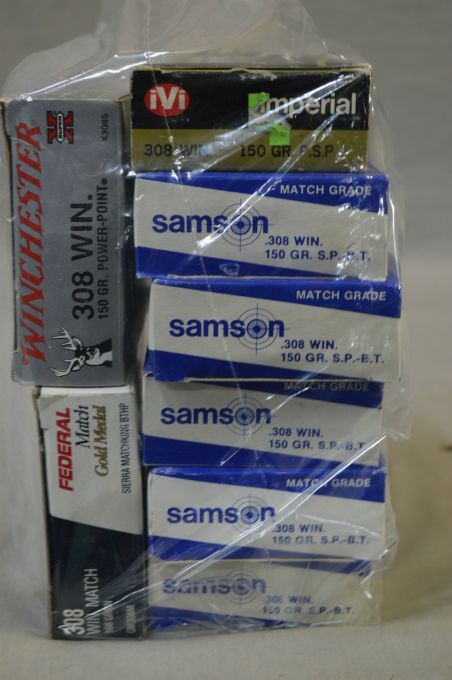 iVi
imperial
308 WIN. 150 GR. P.S.P.
WINCHESTER
308 WIN.
150 GR. POWER-POINT.
SUPER
X
X3085
MATCH GRADE
samson
.308 WIN.
150 GR. S.P.-B.T.
MATCH GRADE
samson
.308 WIN.
150 GR. S.P.-B.T.
MATCH GRADE
samson
.308 WIN.
150 GR. S.P.-B.T.
MATCH GRADE
samson
.308 WIN.
150 GR. S.P.-B.T.
samson
.308 WIN.
150 GR. S.P.-B.T.
FEDERAL
Match
Gold Medal
SIERRA MATCHKING BTHP
308
WIN MATCH